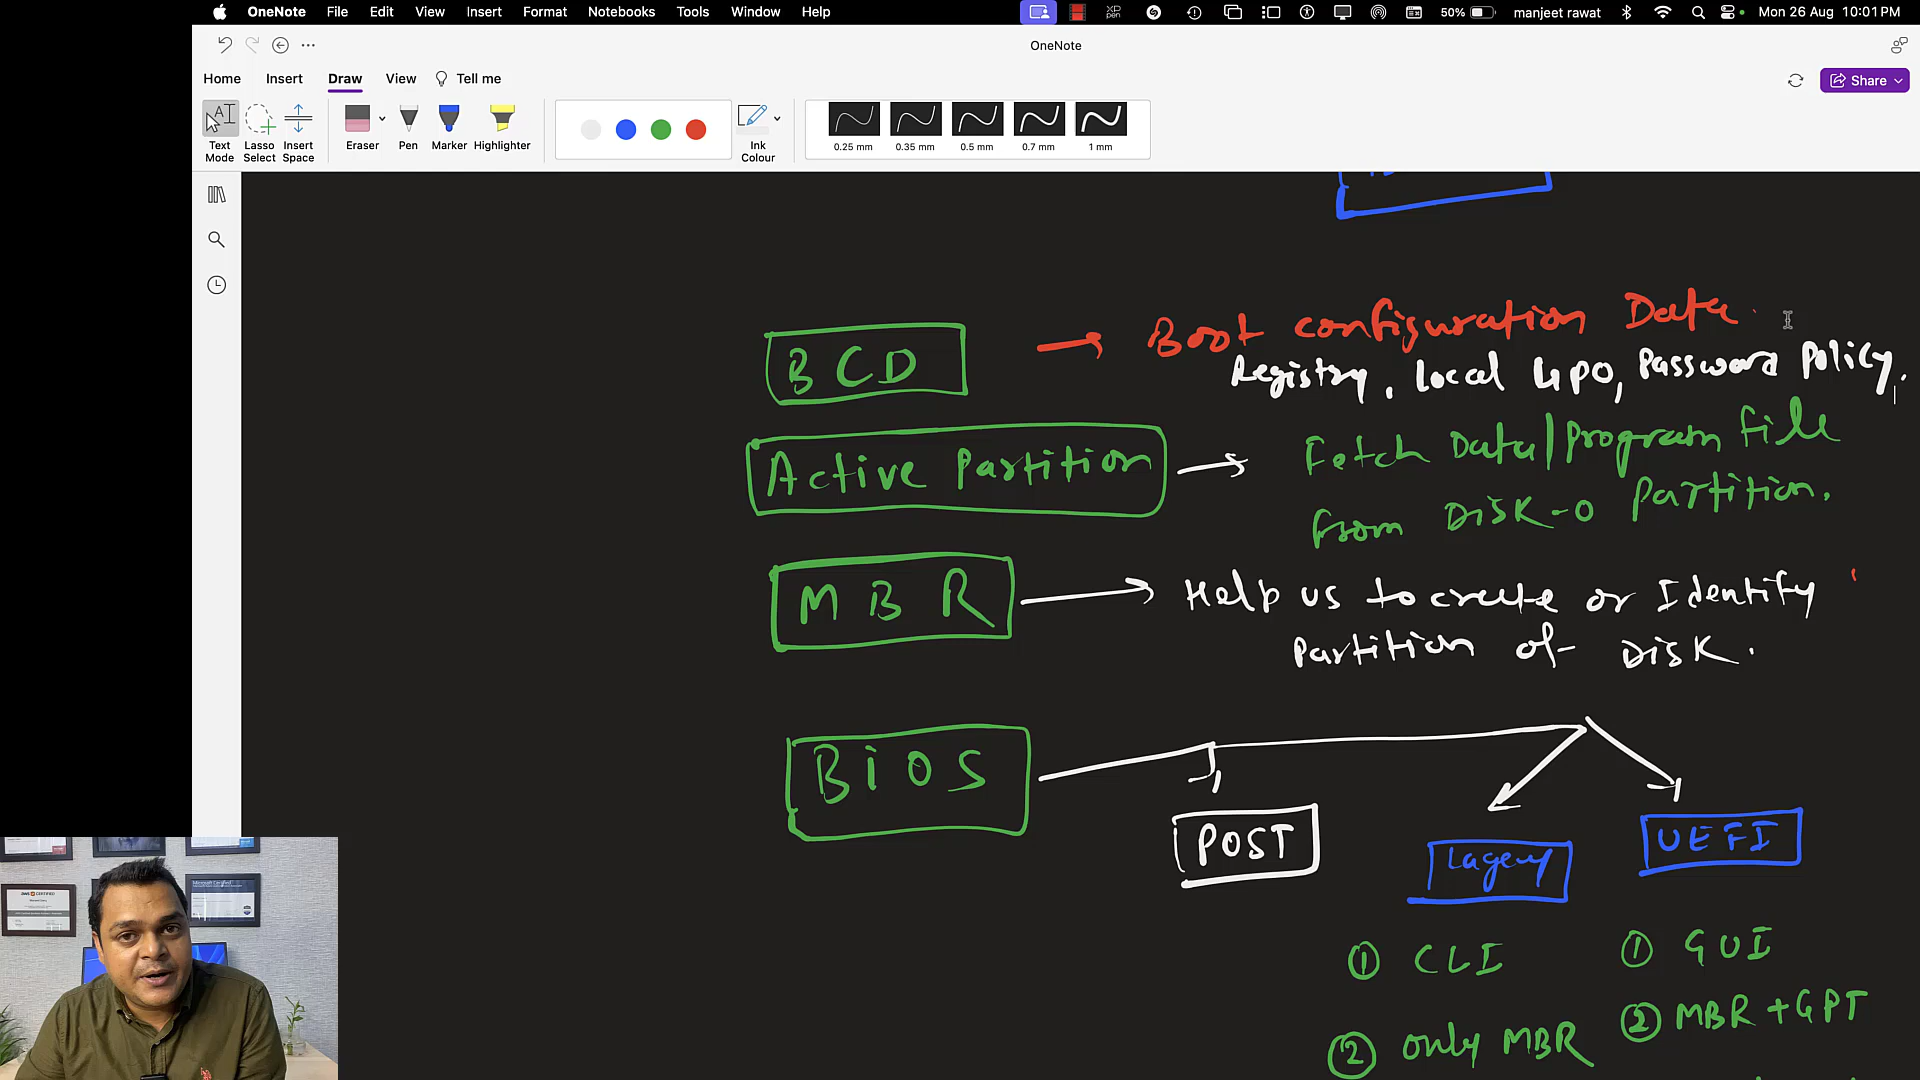 OneNote File Edit View Insert Format Notebooks Tools Window Help XP pen 50% manjeet rawat Mon 26 Aug 10:01 PM
OneNote
Home Insert Draw View Tell me Share
Text Mode
Lasso Select
Insert Space
Eraser Pen Marker Highlighter
Ink Colour
0.25 mm 0.35 mm 0.5 mm 0.7 mm 1 mm
BCD → Boot configuration Data.
Registry, Local GPO, Password Policy.
Active Partition → Fetch Data/program file
from Disk-0 Partition.
MBR → Help us to create or Identify
Partition of Disk.
BiOS
POST Lagecy UEFI
① CLI ① GUI
② only MBR ② MBR + GPT